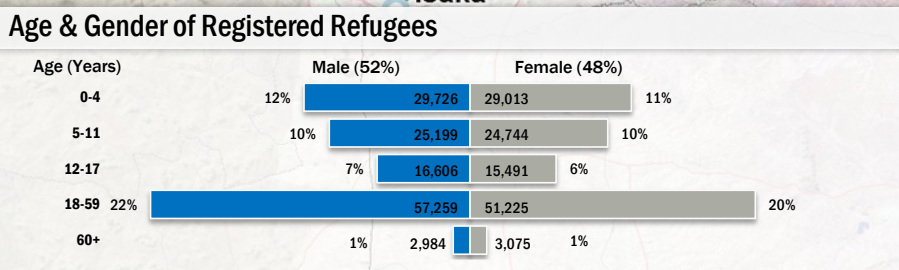 Age & Gender of Registered Refugees
Age (Years) Male (52%) Female (48%)
0-4 12% 29,726 29,013 11%
5-11 10% 25,199 24,744 10%
12-17 7% 16,606 15,491 6%
18-59 22% 57,259 51,225 20%
60+ 1% 2,984 3,075 1%